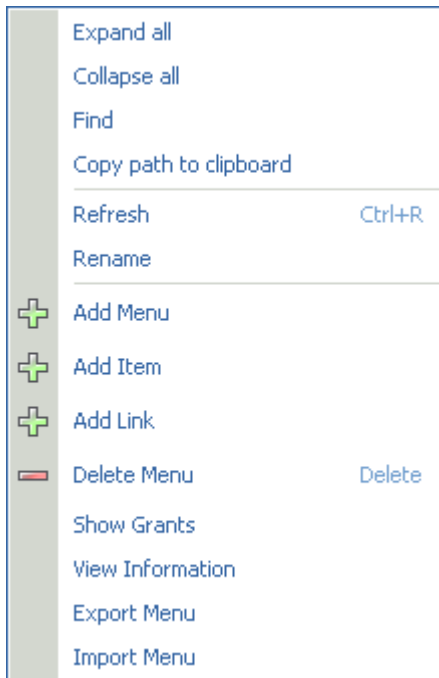 Expand all
Collapse all
Find
Copy path to clipboard
Refresh Ctrl+R
Rename
Add Menu
Add Item
Add Link
Delete Menu Delete
Show Grants
View Information
Export Menu
Import Menu